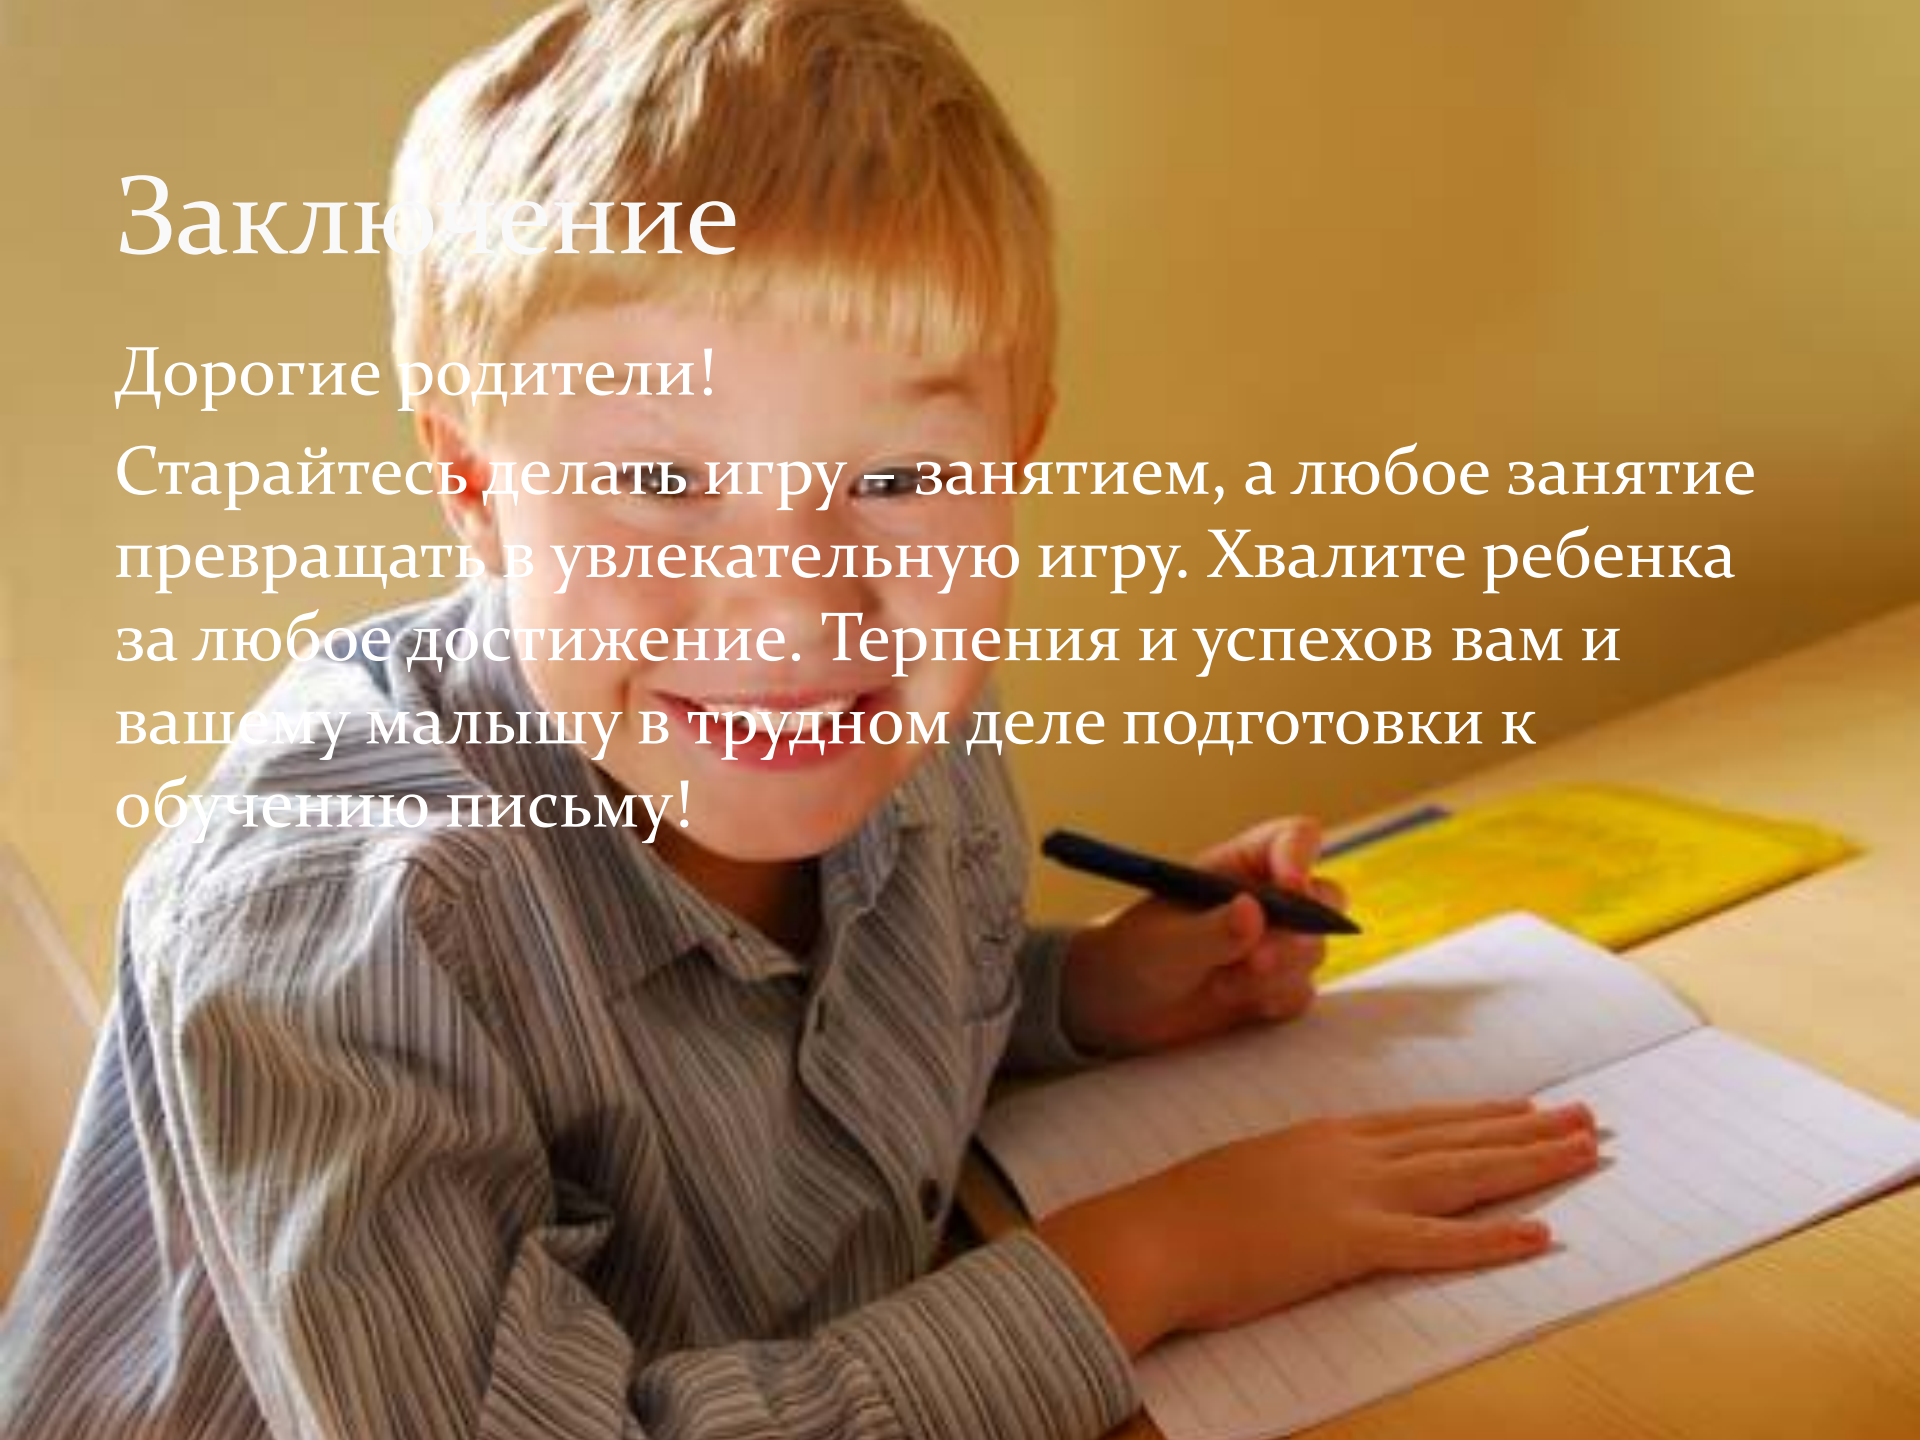 Заключение
Дорогие родители!
Старайтесь делать игру – занятием, а любое занятие
превращать в увлекательную игру. Хвалите ребенка
за любое достижение. Терпения и успехов вам и
вашему малышу в трудном деле подготовки к
обучению письму!